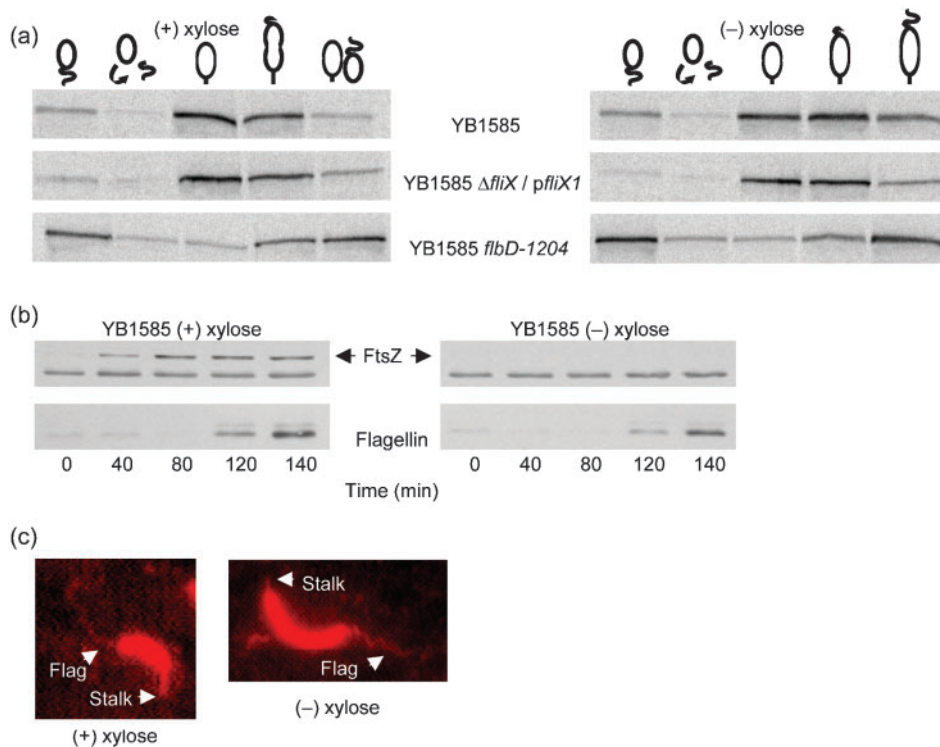 (a)
(+) xylose
(–) xylose
YB1585
YB1585 ΔfliX / pfliX1
YB1585 flbD-1204
(b)
YB1585 (+) xylose
YB1585 (–) xylose
FtsZ
Flagellin
0 40 80 120 140
0 40 80 120 140
Time (min)
(c)
Flag
Stalk
(+) xylose
Stalk
Flag
(–) xylose